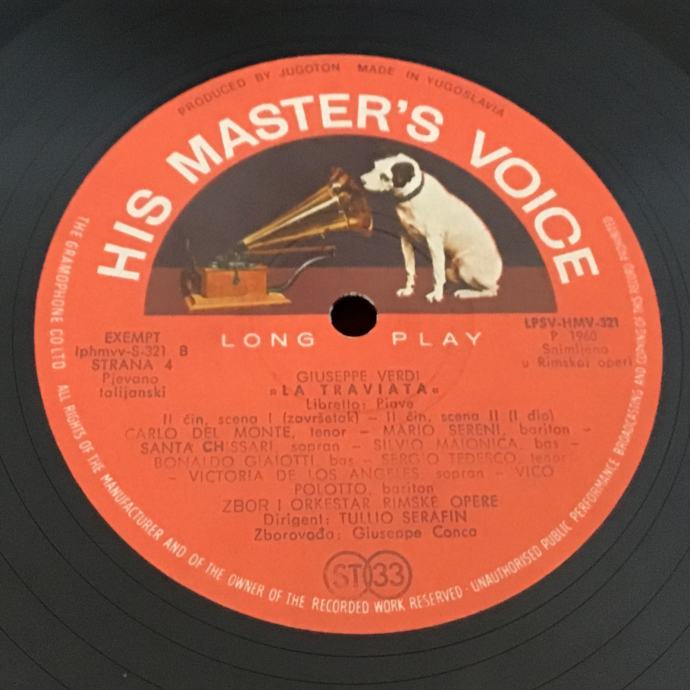 PRODUCED BY JUGOTON MADE IN YUGOSLAVIA
HIS MASTER'S VOICE
THE GRAMOPHONE CO LTD ALL RIGHTS OF THE MANUFACTURER AND OF THE OWNER OF THE RECORDED WORK RESERVED · UNAUTHORISED PUBLIC PERFORMANCE BROADCASTING AND COPYING OF THIS RECORD PROHIBITED
LONG PLAY
EXEMPT
lphmvv-S-321 B
STRANA 4
Pjevano
talijanski
LPSV-HMV-321
P 1960
Snimljeno
u Rimskoj operi
GIUSEPPE VERDI
»LA TRAVIATA«
Libretto: Piave
II čin, scena I (završetak) – II čin, scena II (I dio)
CARLO DEL MONTE, tenor – MARIO SERENI, bariton –
SANTA CHISSARI, sopran – SILVIO MAIONICA, bas –
BONALDO GIAIOTTI, bas – SERGIO TEDESCO, tenor
– VICTORIA DE LOS ANGELES, sopran – VICO
POLOTTO, bariton
ZBOR I ORKESTAR RIMSKE OPERE
Dirigent: TULLIO SERAFIN
Zborovođa: Giuseppe Conca
ST 33